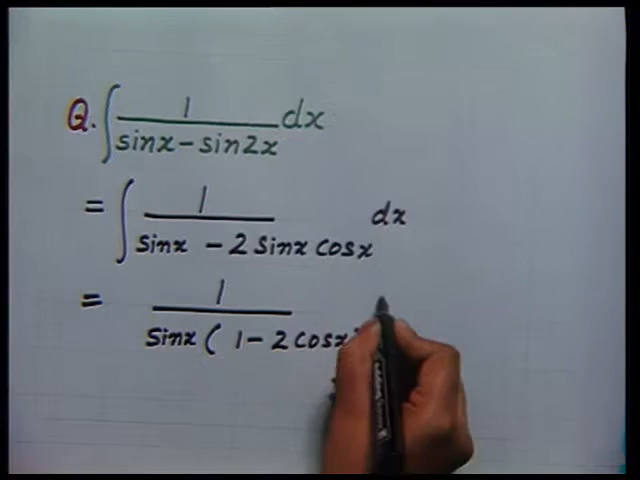 Q. ∫ 1/(sinx - sin2x) dx
= ∫ 1/(sinx - 2 sinx cosx) dx
= 1/(sinx ( 1 - 2 cosx)